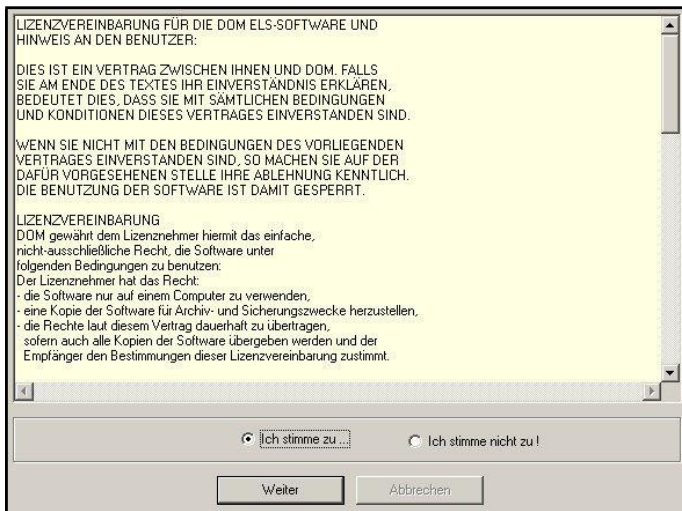 LIZENZVEREINBARUNG FÜR DIE DOM ELS-SOFTWARE UND
HINWEIS AN DEN BENUTZER:
DIES IST EIN VERTRAG ZWISCHEN IHNEN UND DOM. FALLS
SIE AM ENDE DES TEXTES IHR EINVERSTÄNDNIS ERKLÄREN,
BEDEUTET DIES, DASS SIE MIT SÄMTLICHEN BEDINGUNGEN
UND KONDITIONEN DIESES VERTRAGES EINVERSTANDEN SIND.
WENN SIE NICHT MIT DEN BEDINGUNGEN DES VORLIEGENDEN
VERTRAGES EINVERSTANDEN SIND, SO MACHEN SIE AUF DER
DAFÜR VORGESEHENEN STELLE IHRE ABLEHNUNG KENNTLICH.
DIE BENUTZUNG DER SOFTWARE IST DAMIT GESPERRT.
LIZENZVEREINBARUNG
DOM gewährt dem Lizenznehmer hiermit das einfache,
nicht-ausschließliche Recht, die Software unter
folgenden Bedingungen zu benutzen:
Der Lizenznehmer hat das Recht:
- die Software nur auf einem Computer zu verwenden,
- eine Kopie der Software für Archiv- und Sicherungszwecke herzustellen,
- die Rechte laut diesem Vertrag dauerhaft zu übertragen,
sofern auch alle Kopien der Software übergeben werden und der
Empfänger den Bestimmungen dieser Lizenzvereinbarung zustimmt.
Ich stimme zu ... Ich stimme nicht zu !
Weiter Abbrechen